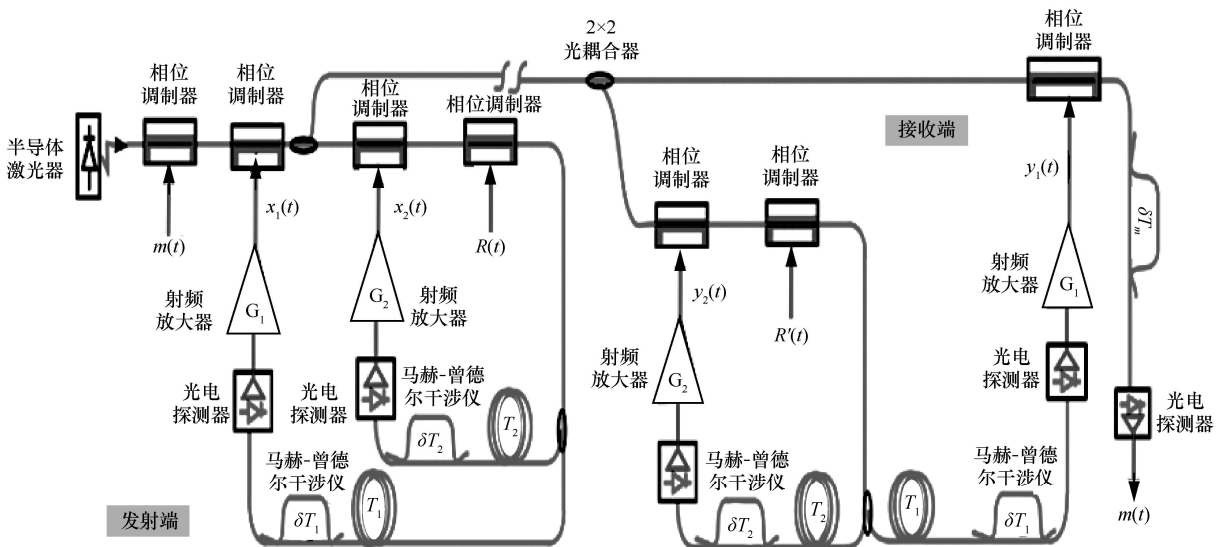 2×2
光耦合器
相位
调制器
相位
调制器
相位
调制器
相位调制器
相位
调制器
半导体
激光器
接收端
m(t)
x₁(t)
x₂(t)
R(t)
相位
调制器
相位
调制器
y₁(t)
δTₘ
射频
放大器
G₁
G₂
射频
放大器
y₂(t)
R′(t)
射频
放大器
G₁
光电
探测器
光电
探测器
马赫-曾德
尔干涉仪
δT₂
T₂
射频
放大器
G₂
光电
探测器
光电
探测器
马赫-曾德
尔干涉仪
δT₁
T₁
马赫-曾德
尔干涉仪
δT₂
T₂
T₁
马赫-曾德
尔干涉仪
δT₁
m(t)
发射端